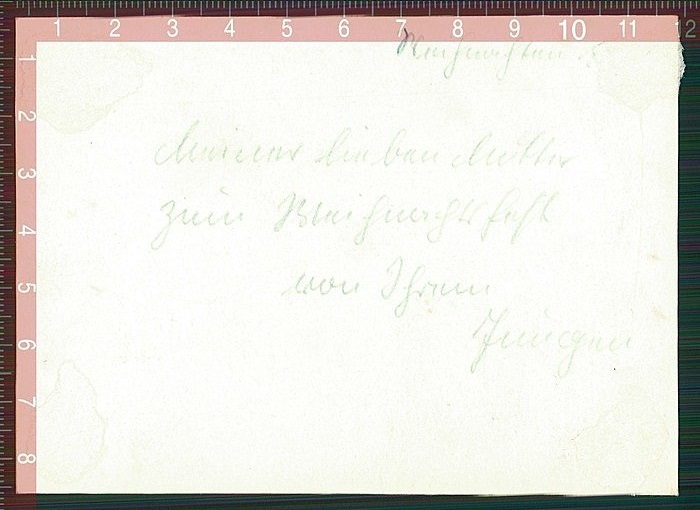 Weihnachten
Meiner lieben Mutter
zum Weihnachtsfest
von Ihrem
Jungen